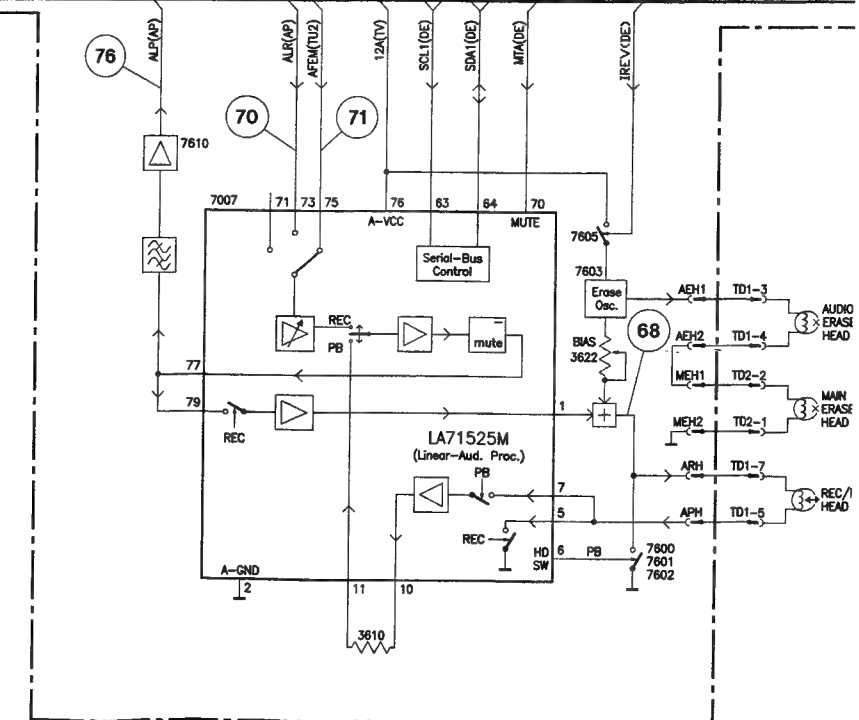 ALP(AP)
ALR(AP)
AFEM(TU2)
12A(TV)
SCL1(DE)
SDA1(DE)
MTA(DE)
IREV(DE)
76
70
71
7610
7007
71 73 75 76 63 64 70
A-VCC
MUTE
7605
Serial-Bus
Control
7603
Erase
Osc.
AEH1 TD1-3
AUDIO
ERASE
HEAD
68
REC
PB
mute
BIAS
3622
AEH2 TD1-4
77
MEH1 TD2-2
MAIN
ERASE
HEAD
79
1
REC
LA71525M
(Linear-Aud. Proc.)
MEH2 TD2-1
PB
ARH TD1-7
7
REC/
HEAD
5
APH TD1-5
REC
HD
SW
6 PB
7600
7601
7602
A-GND
2
11
10
3610